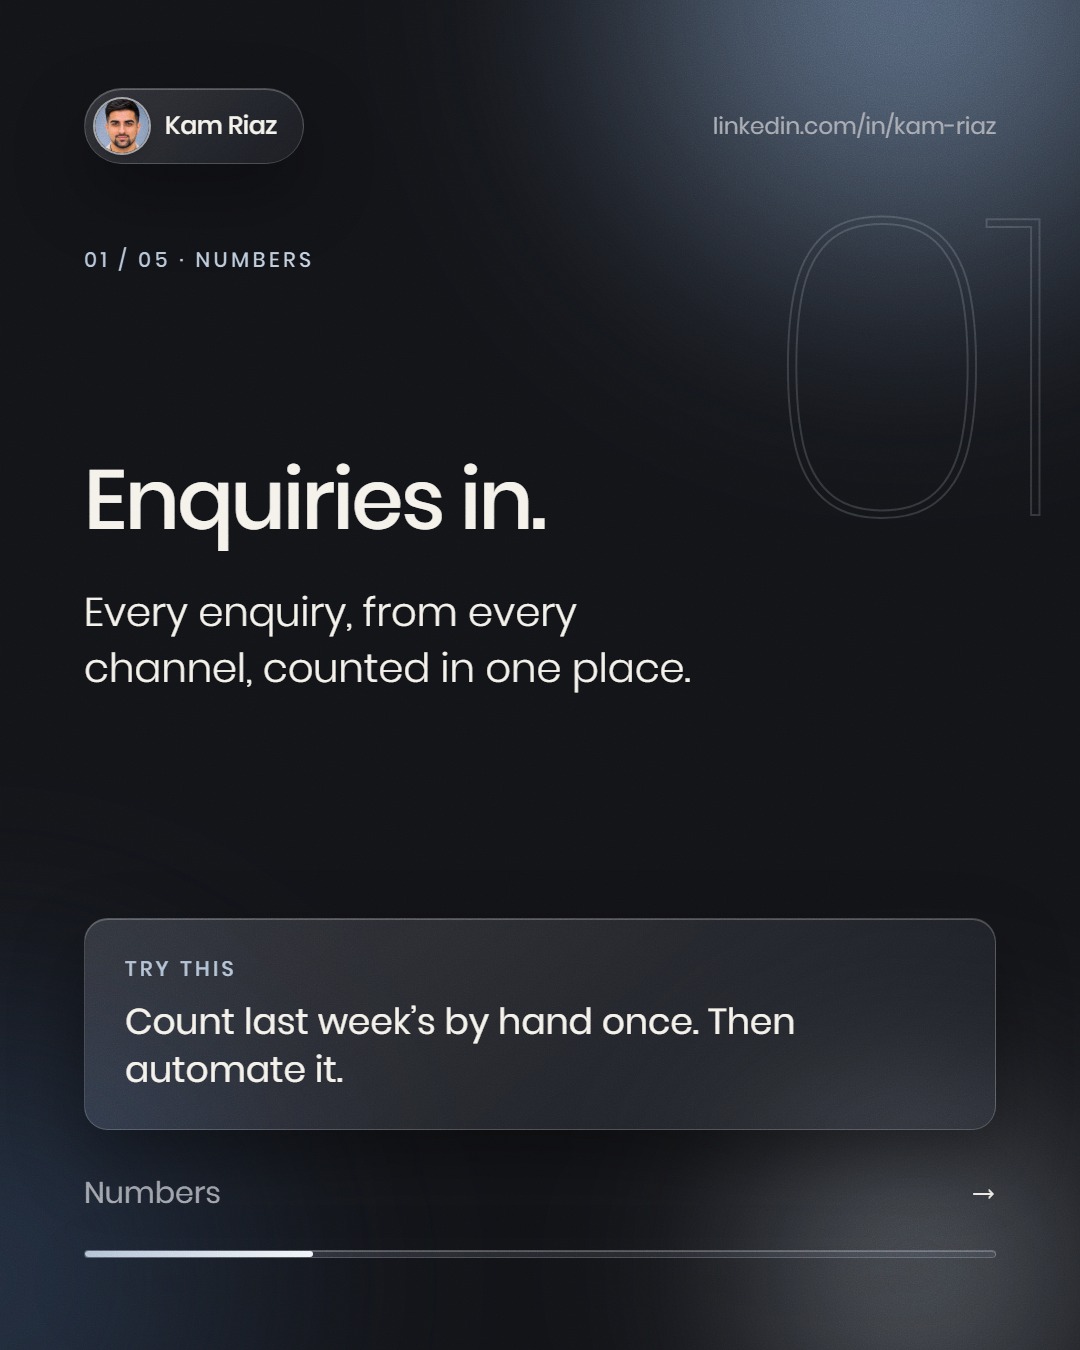 Kam Riaz
linkedin.com/in/kam-riaz
01 / 05 · NUMBERS
01
Enquiries in.
Every enquiry, from every
channel, counted in one place.
TRY THIS
Count last week’s by hand once. Then
automate it.
Numbers
→